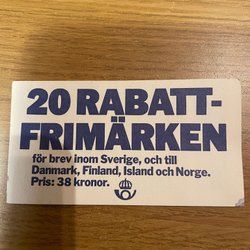 20 RABATT-
FRIMÄRKEN
för brev inom Sverige, och till
Danmark, Finland, Island och Norge.
Pris: 38 kronor.